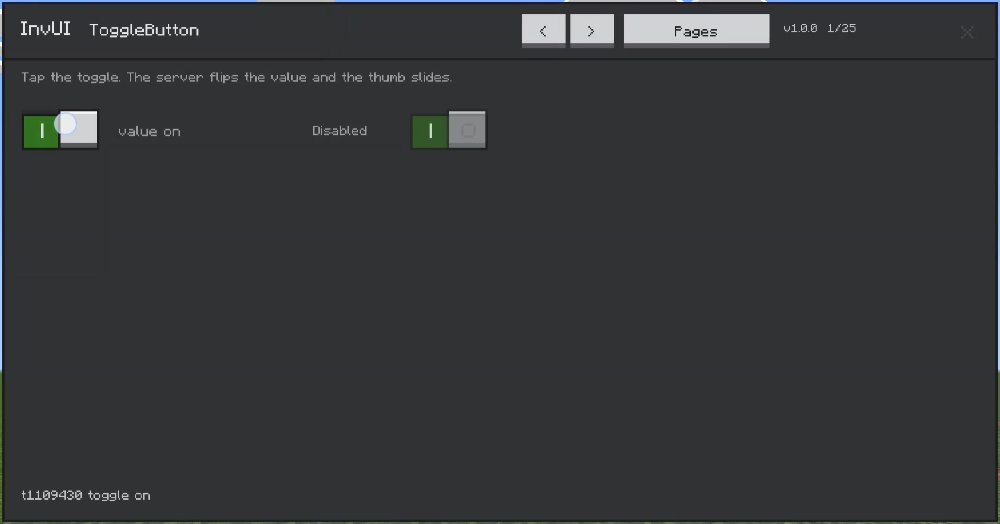 InvUI ToggleButton < > Pages v1.0.0 1/25
Tap the toggle. The server flips the value and the thumb slides.
value on Disabled
t1109430 toggle on